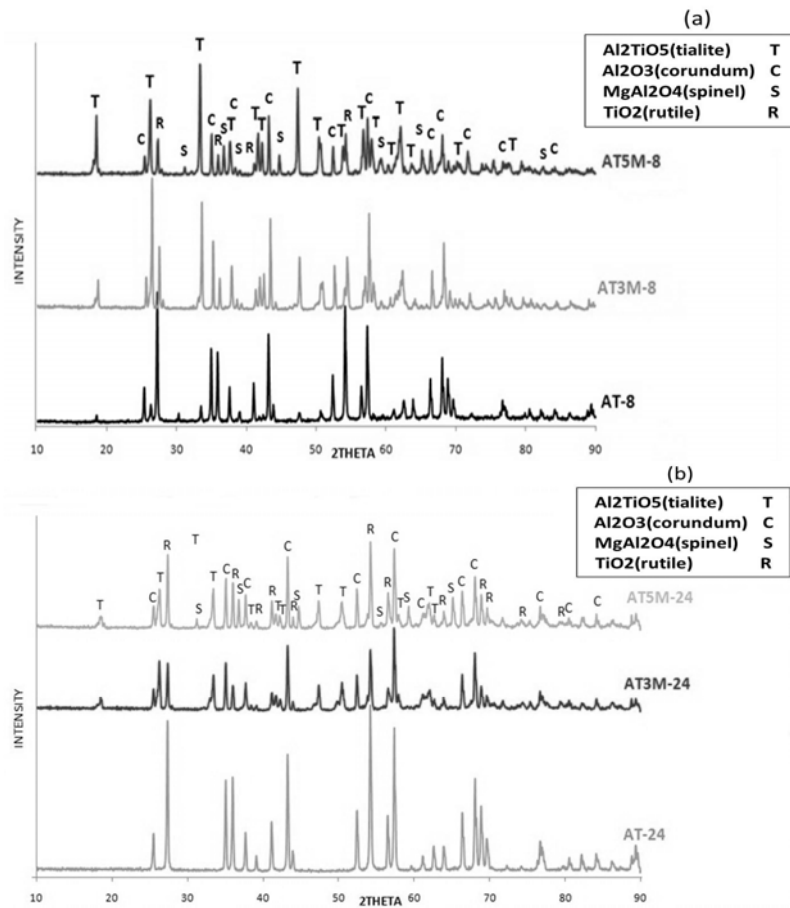 (a)
Al2TiO5(tialite) T
Al2O3(corundum) C
MgAl2O4(spinel) S
TiO2(rutile) R
T T T T
C R S C R S T C S R T S C T T S T C T T R C T S T T T S C C T C T S C
AT5M-8
AT3M-8
AT-8
INTENSITY
10 20 30 40 50 60 70 80 90
2THETA
(b)
Al2TiO5(tialite) T
Al2O3(corundum) C
MgAl2O4(spinel) S
TiO2(rutile) R
T C T R S T T C R S C T R R T T C R S T T C R C S R T S C T T R S C C R R C R R C C
AT5M-24
AT3M-24
AT-24
INTENSITY
10 20 30 40 50 60 70 80 90
2THETA